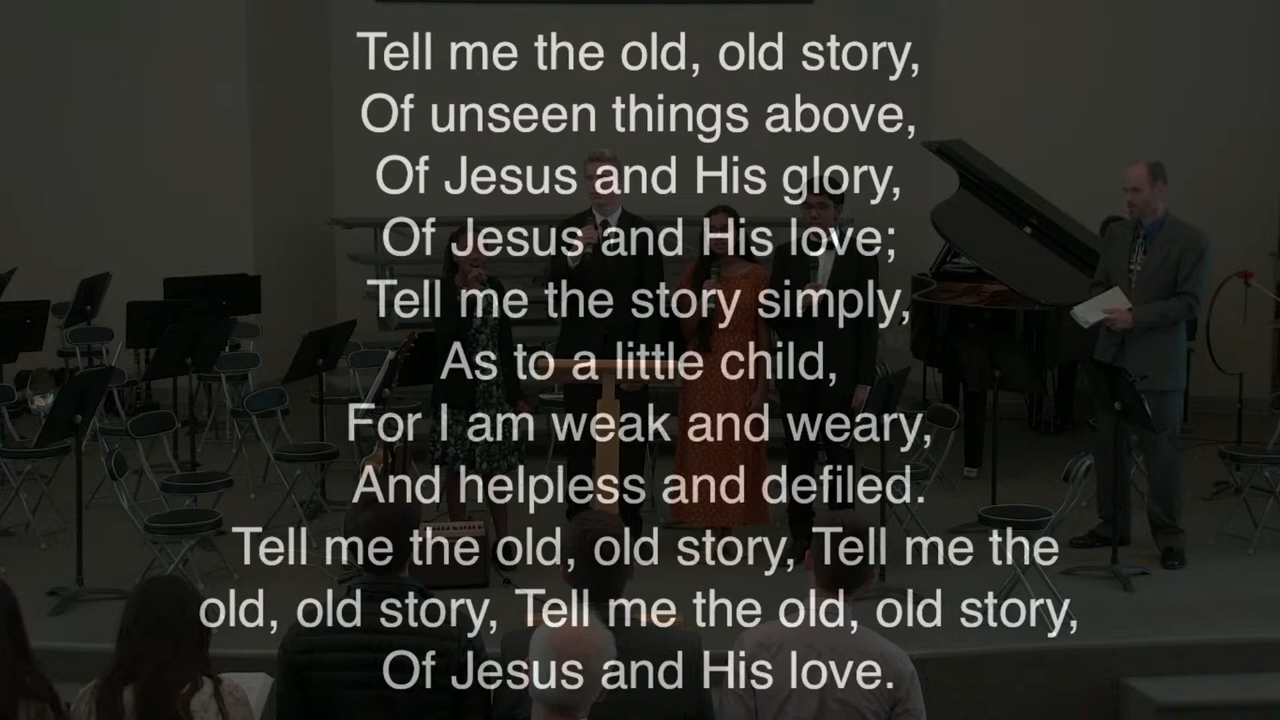 Tell me the old, old story,
Of unseen things above,
Of Jesus and His glory,
Of Jesus and His love;
Tell me the story simply,
As to a little child,
For I am weak and weary,
And helpless and defiled.
Tell me the old, old story, Tell me the
old, old story, Tell me the old, old story,
Of Jesus and His love.